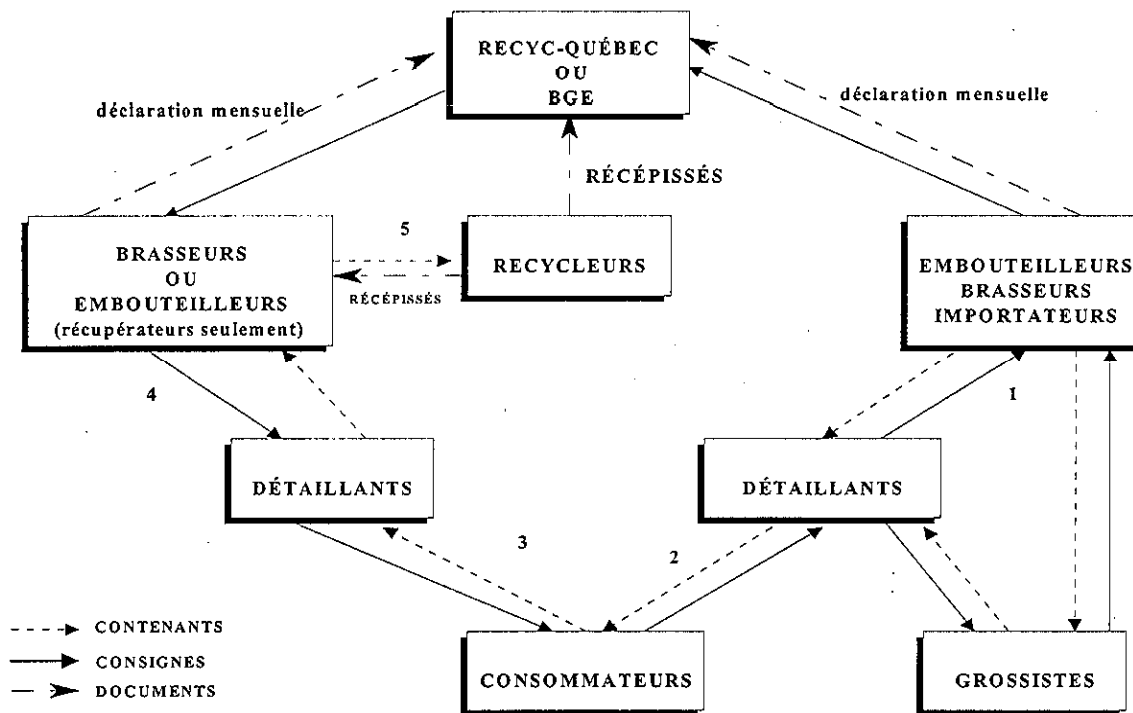 RECYC-QUÉBEC
OU
BGE
déclaration mensuelle
déclaration mensuelle
RÉCÉPISSÉS
BRASSEURS
OU
EMBOUTEILLEURS
(récupérateurs seulement)
5
RÉCÉPISSÉS
RECYCLEURS
EMBOUTEILLEURS
BRASSEURS
IMPORTATEURS
4
1
DÉTAILLANTS
DÉTAILLANTS
3
2
CONTENANTS
CONSIGNES
DOCUMENTS
CONSOMMATEURS
GROSSISTES